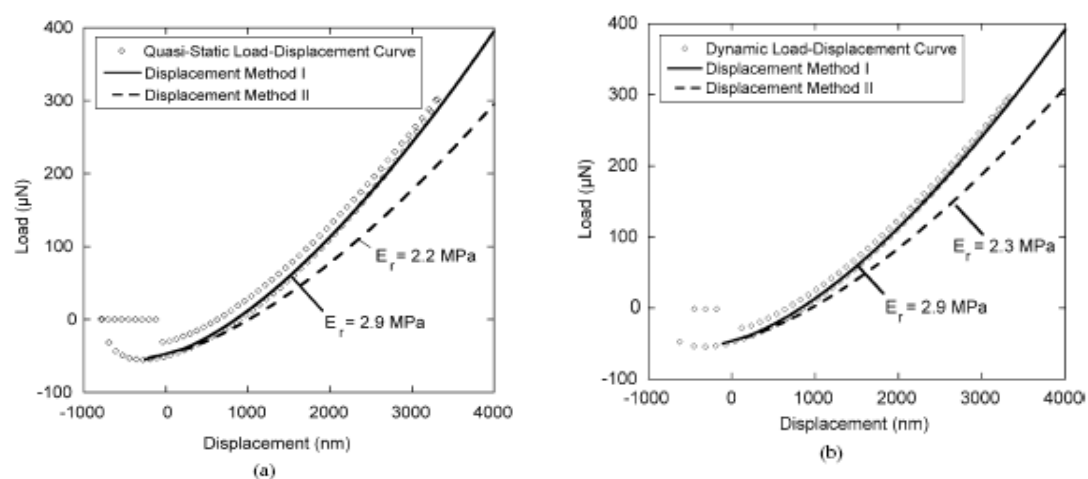 400
300
200
100
0
-100
Load (µN)
◇ Quasi-Static Load-Displacement Curve
Displacement Method I
Displacement Method II
E_r = 2.2 MPa
E_r = 2.9 MPa
-1000 0 1000 2000 3000 4000
Displacement (nm)
(a)
400
300
200
100
0
-100
Load (µN)
Dynamic Load-Displacement Curve
Displacement Method I
Displacement Method II
E_r = 2.3 MPa
E_r = 2.9 MPa
-1000 0 1000 2000 3000 4000
Displacement (nm)
(b)